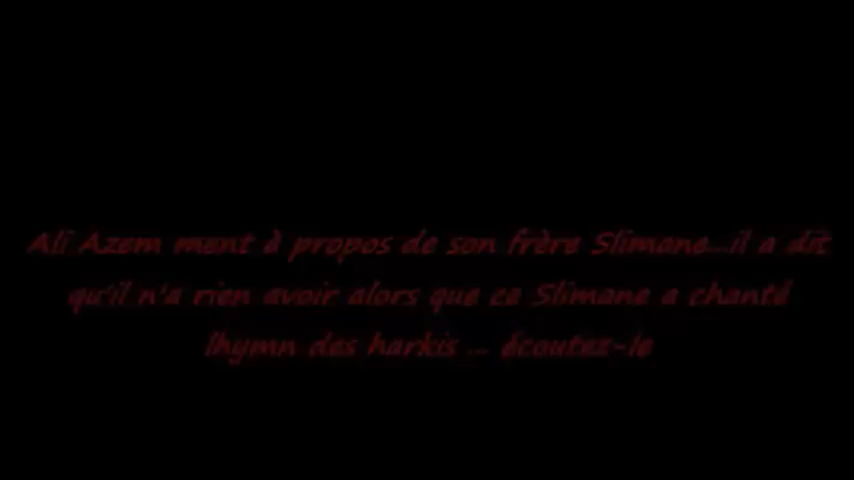 Ali Azem ment à propos de son frère Slimane...il a dit
qu'il n'a rien avoir alors que ce Slimane a chanté
lhymn des harkis ... écoutez-le